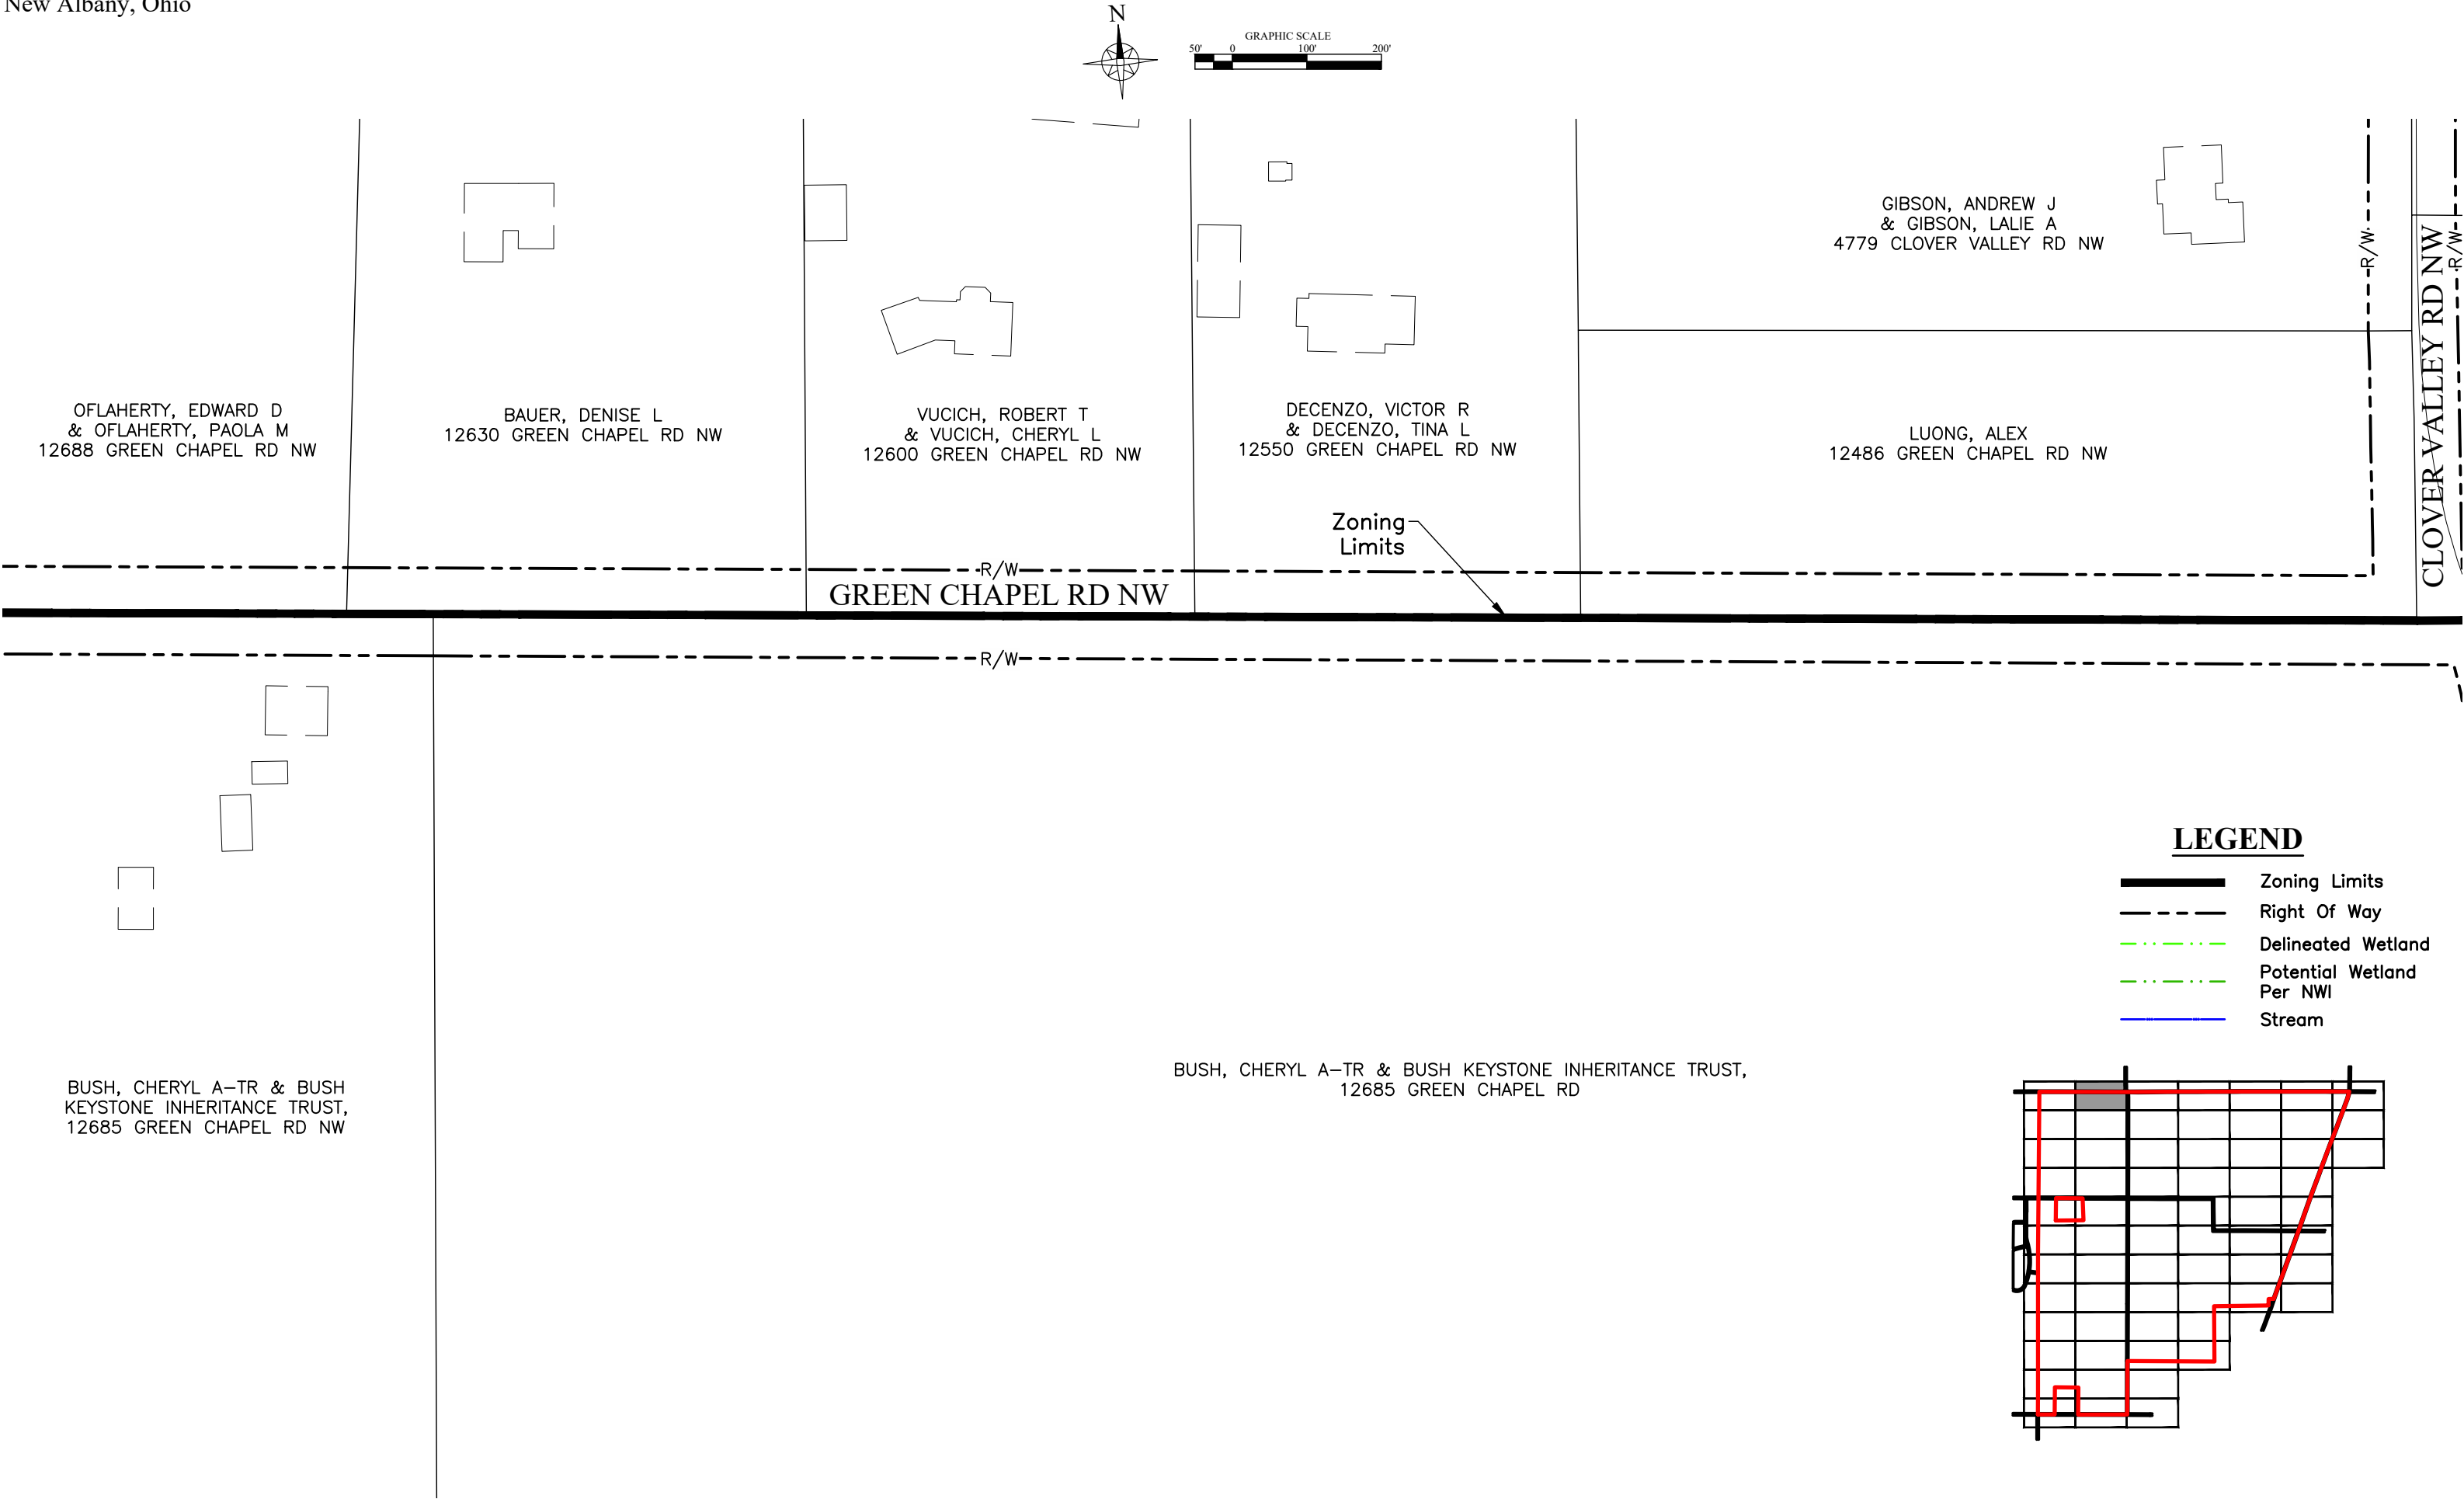 New Albany, Ohio
N
GRAPHIC SCALE
50' 0 100' 200'
GIBSON, ANDREW J
& GIBSON, LALIE A
4779 CLOVER VALLEY RD NW
R/W
R/W
CLOVER VALLEY RD NW
OFLAHERTY, EDWARD D
& OFLAHERTY, PAOLA M
12688 GREEN CHAPEL RD NW
BAUER, DENISE L
12630 GREEN CHAPEL RD NW
VUCICH, ROBERT T
& VUCICH, CHERYL L
12600 GREEN CHAPEL RD NW
DECENZO, VICTOR R
& DECENZO, TINA L
12550 GREEN CHAPEL RD NW
LUONG, ALEX
12486 GREEN CHAPEL RD NW
Zoning
Limits
R/W
GREEN CHAPEL RD NW
R/W
LEGEND
Zoning Limits
Right Of Way
Delineated Wetland
Potential Wetland
Per NWI
Stream
BUSH, CHERYL A-TR & BUSH
KEYSTONE INHERITANCE TRUST,
12685 GREEN CHAPEL RD NW
BUSH, CHERYL A-TR & BUSH KEYSTONE INHERITANCE TRUST,
12685 GREEN CHAPEL RD